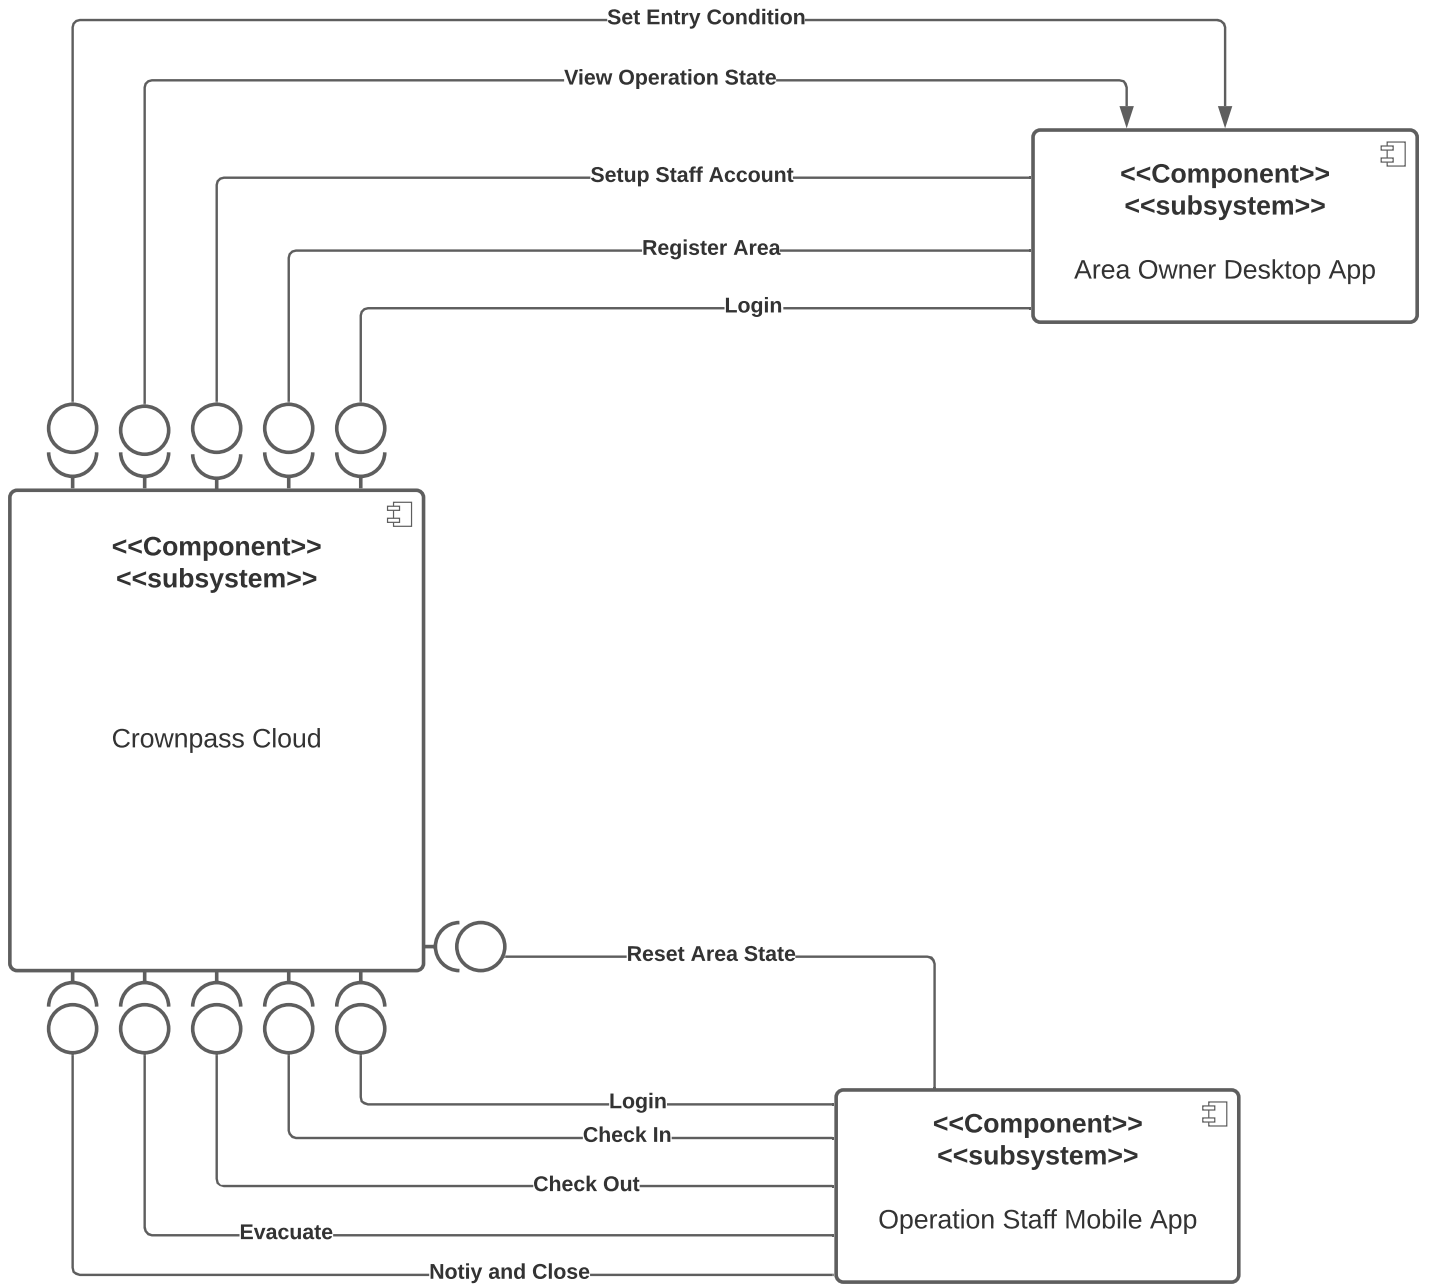 Set Entry Condition
View Operation State
Setup Staff Account
Register Area
Login
<<Component>>
<<subsystem>>
Area Owner Desktop App
<<Component>>
<<subsystem>>
Crownpass Cloud
Reset Area State
Login
Check In
Check Out
Evacuate
Notiy and Close
<<Component>>
<<subsystem>>
Operation Staff Mobile App